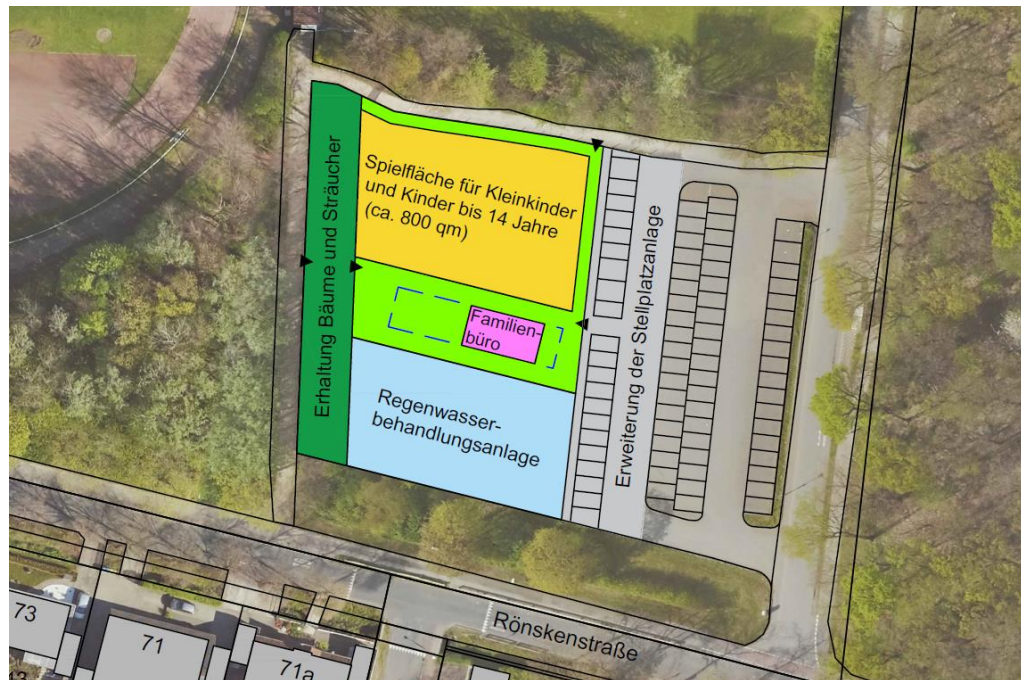 Erhaltung Bäume und Sträucher
Spielfläche für Kleinkinder
und Kinder bis 14 Jahre
(ca. 800 qm)
Familien-
büro
Regenwasser-
behandlungsanlage
Erweiterung der Stellplatzanlage
Rönskenstraße
73
71
71a